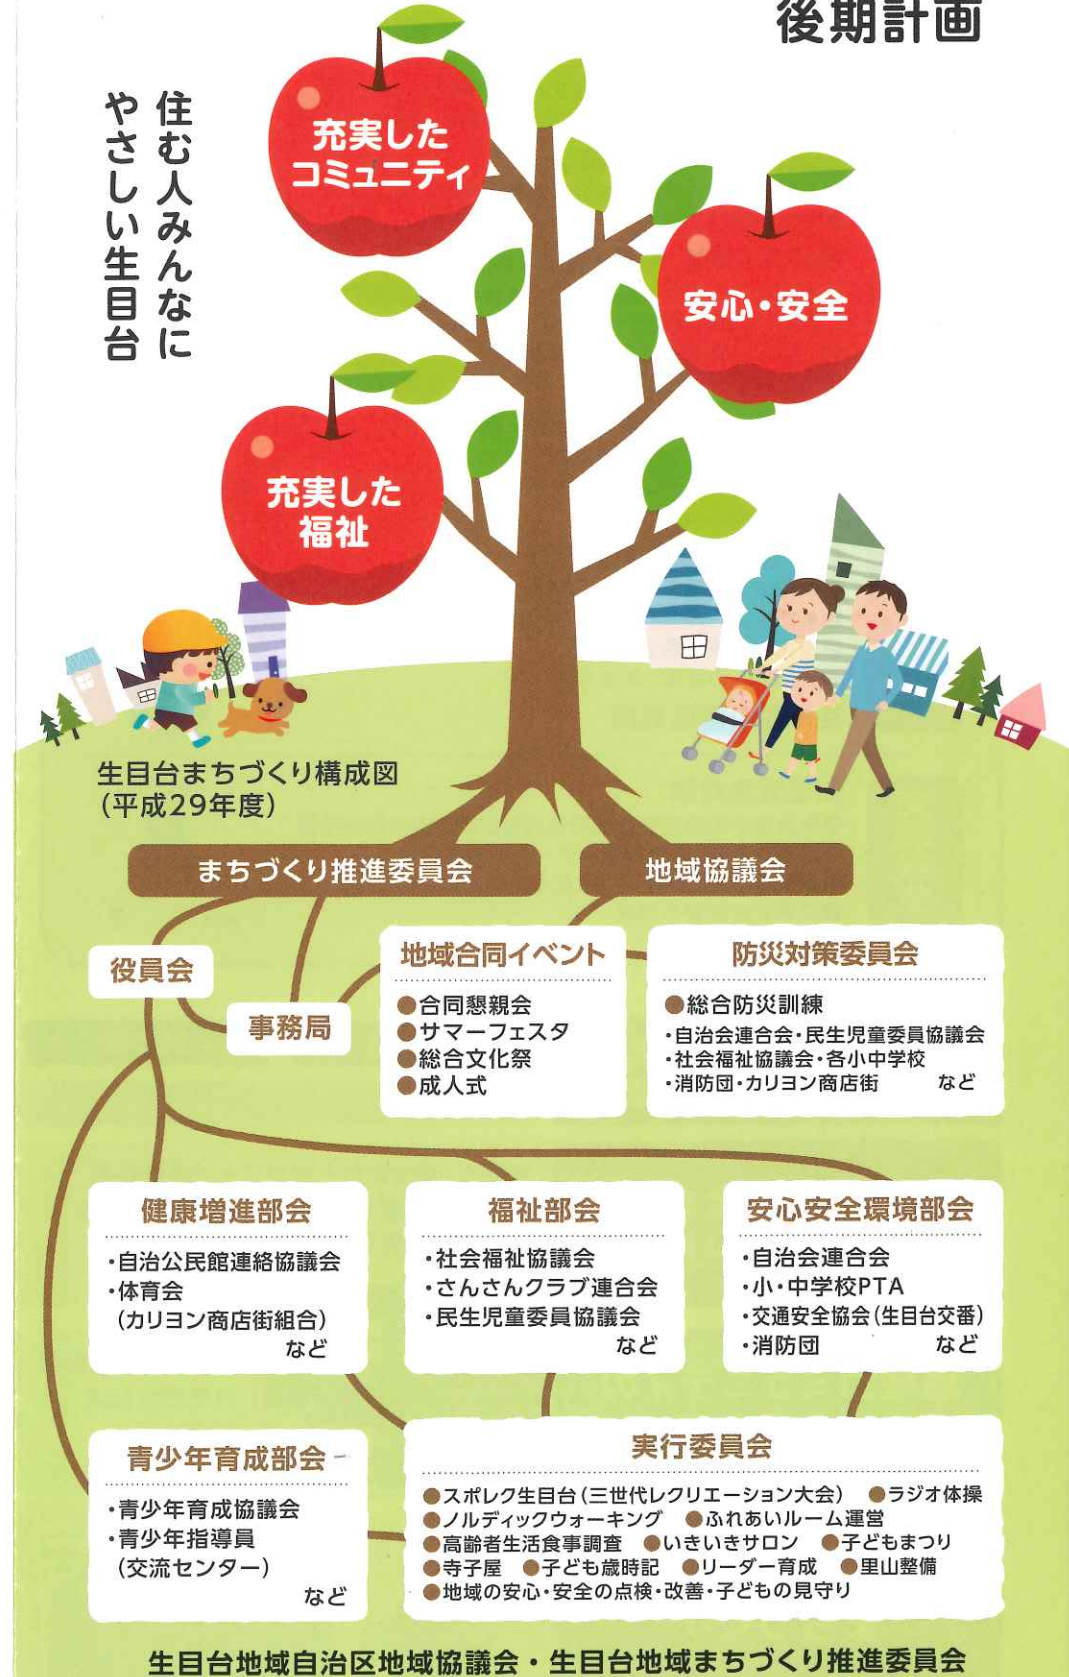 後期計画
住む人みんなに
やさしい生目台
充実した
コミュニティ
安心・安全
充実した
福祉
生目台まちづくり構成図
(平成29年度)
まちづくり推進委員会
地域協議会
役員会
事務局
地域合同イベント
●合同懇親会
●サマーフェスタ
●総合文化祭
●成人式
防災対策委員会
●総合防災訓練
・自治会連合会・民生児童委員協議会
・社会福祉協議会・各小中学校
・消防団・カリヨン商店街 など
健康増進部会
・自治公民館連絡協議会
・体育会
(カリヨン商店街組合)
など
福祉部会
・社会福祉協議会
・さんさんクラブ連合会
・民生児童委員協議会
など
安心安全環境部会
・自治会連合会
・小・中学校PTA
・交通安全協会(生目台交番)
・消防団 など
青少年育成部会
・青少年育成協議会
・青少年指導員
(交流センター)
など
実行委員会
●スポレク生目台(三世代レクリエーション大会) ●ラジオ体操
●ノルディックウォーキング ●ふれあいルーム運営
●高齢者生活食事調査 ●いきいきサロン ●子どもまつり
●寺子屋 ●子ども歳時記 ●リーダー育成 ●里山整備
●地域の安心・安全の点検・改善・子どもの見守り
生目台地域自治区地域協議会・生目台地域まちづくり推進委員会